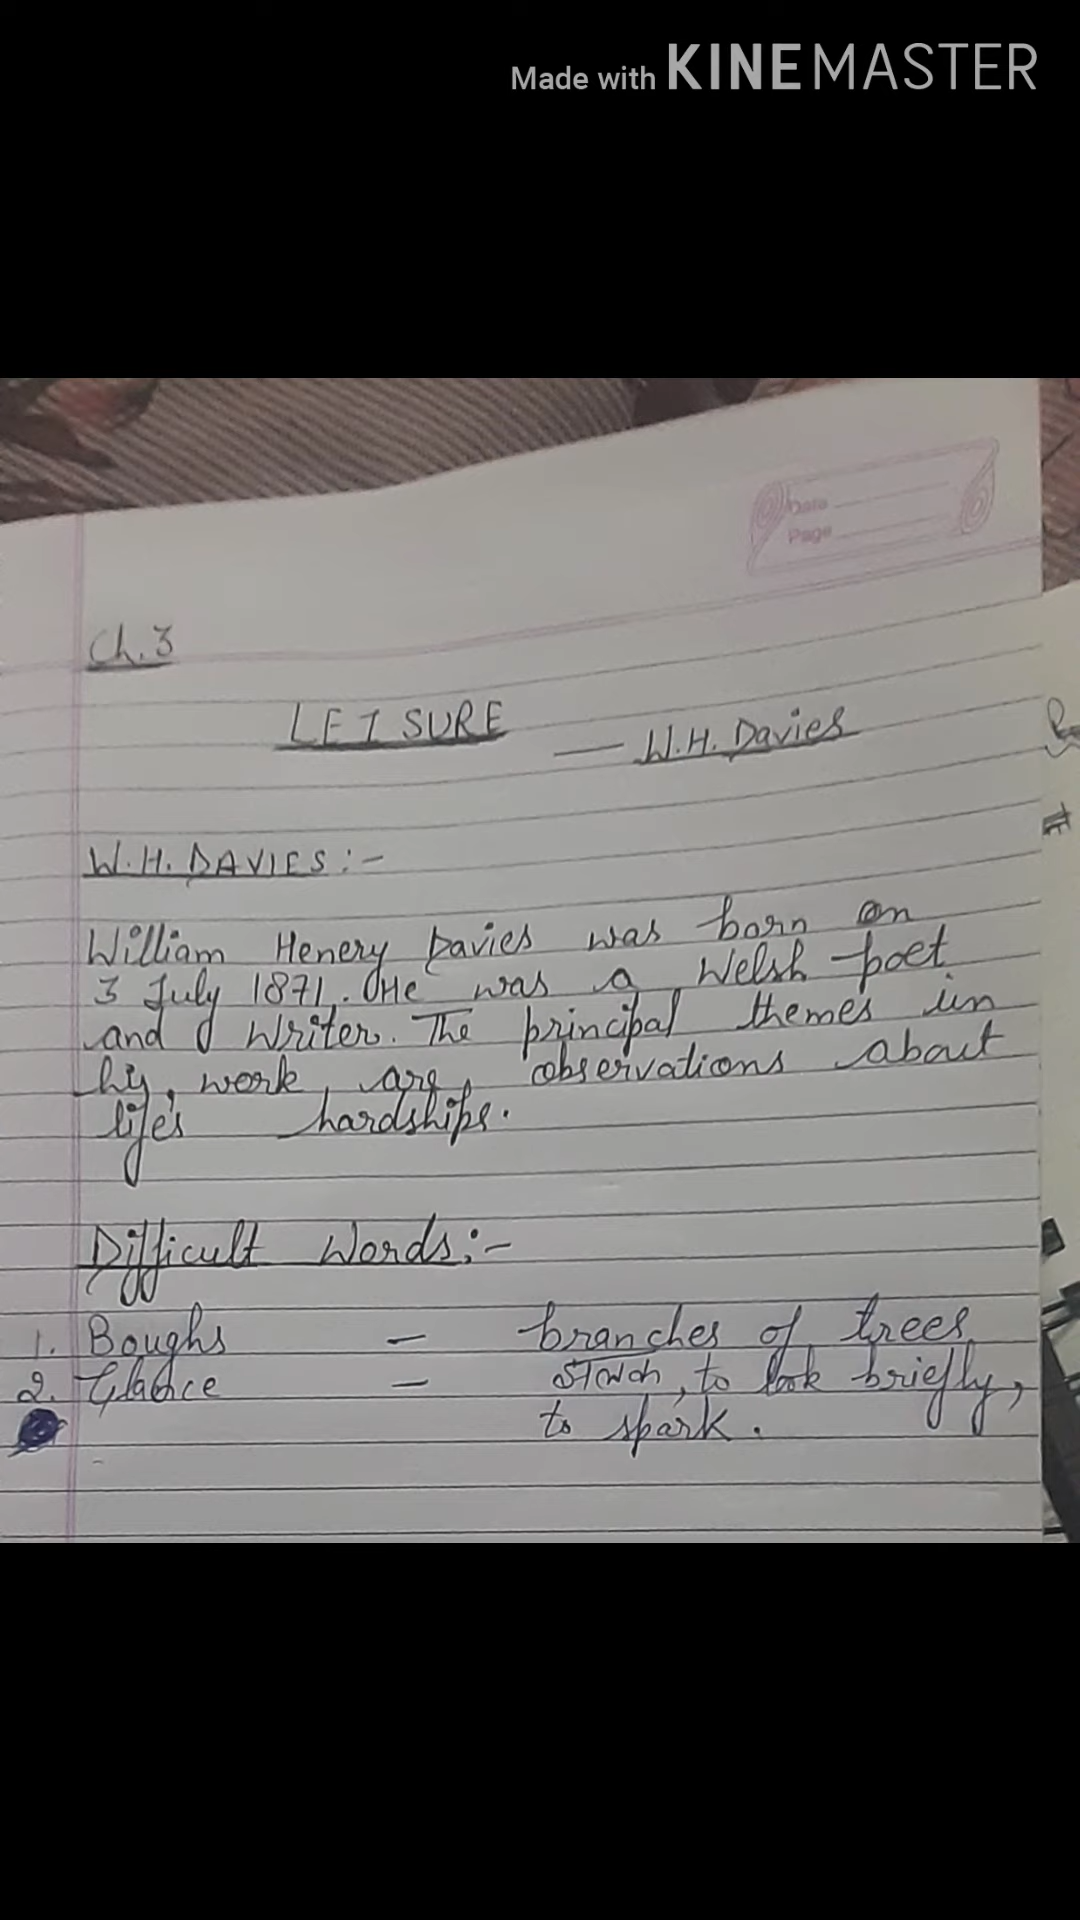 Made with KINEMASTER
Date
Page
Ch.3
LEISURE
— W.H. Davies
W.H. DAVIES :-
William Henery Davies was born on
3 July 1871. He was a Welsh poet
and writer. The principal themes in
his work are observations about
life's hardships.
Difficult Words:-
1. Boughs - branches of trees
2. Glance - झलक, to look briefly,
to spark.